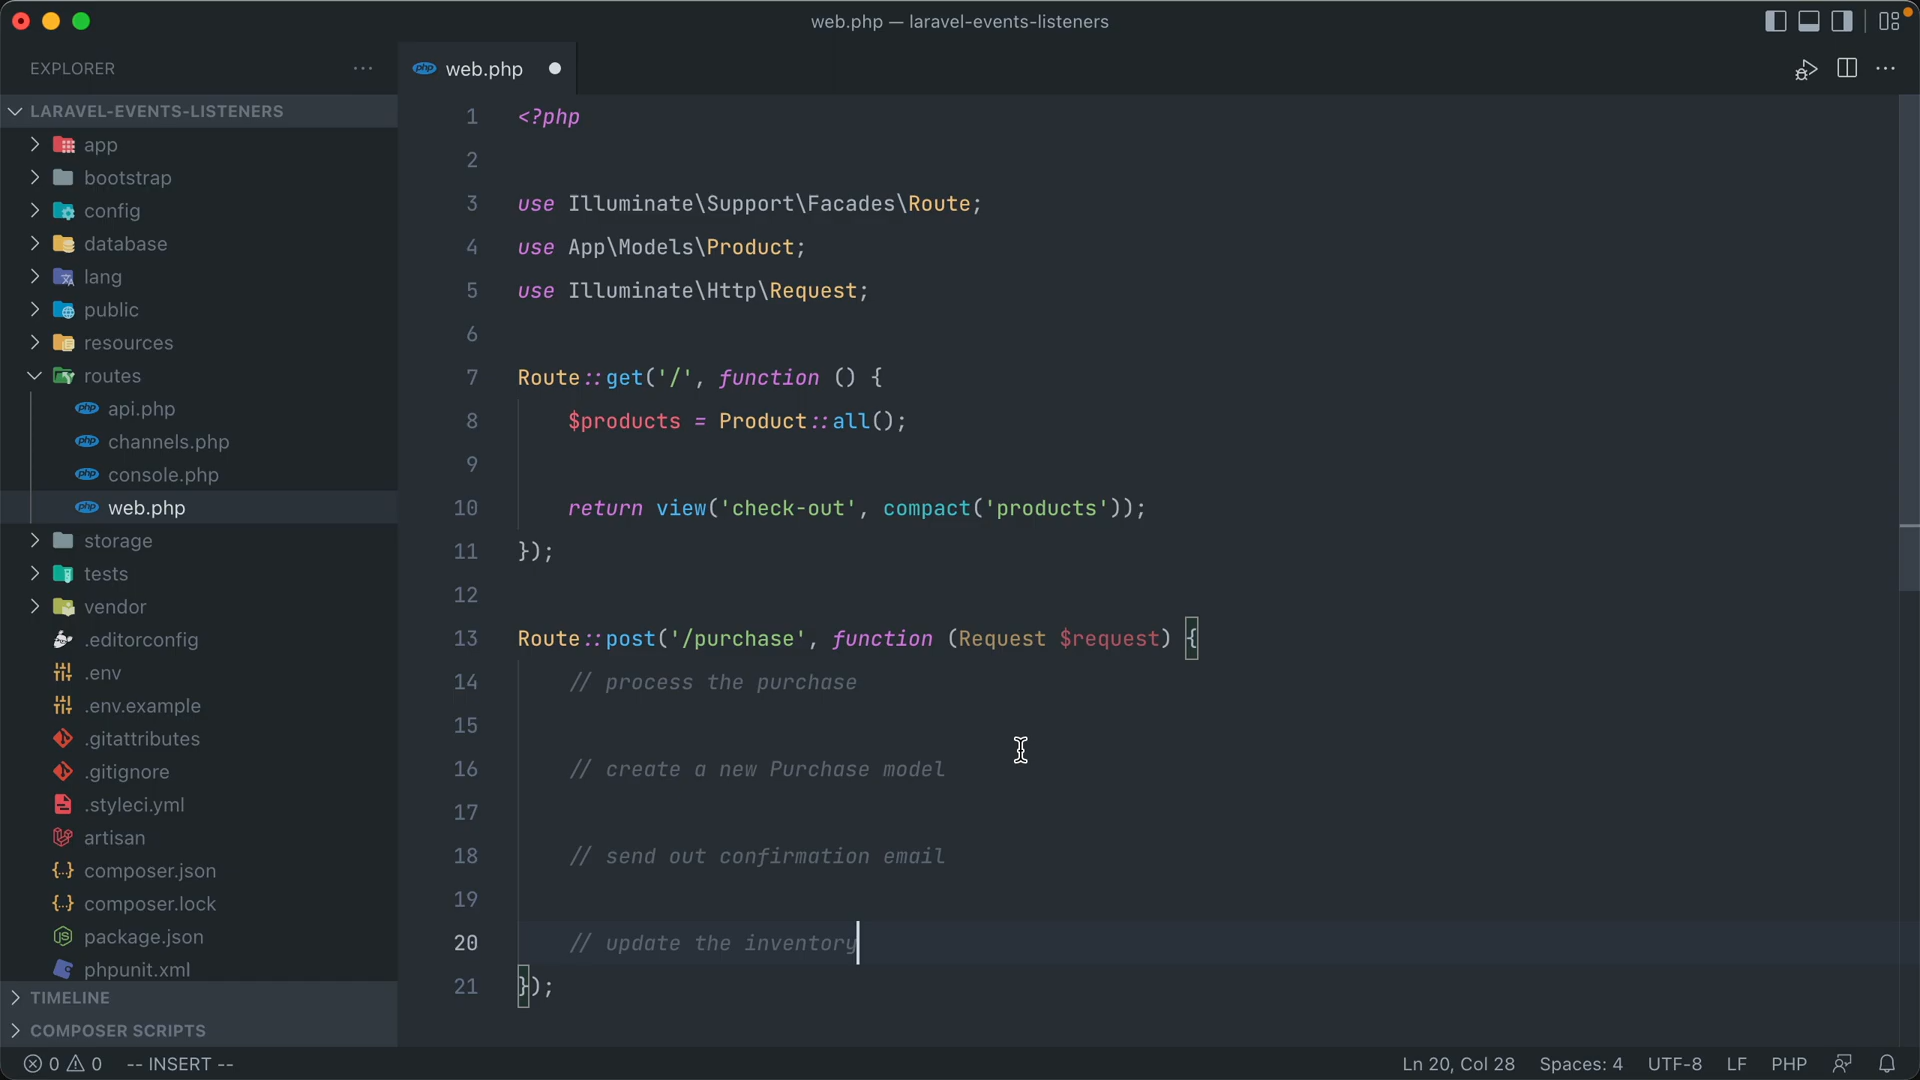 web.php — laravel-events-listeners
EXPLORER
web.php
LARAVEL-EVENTS-LISTENERS
app
bootstrap
config
database
lang
public
resources
routes
api.php
channels.php
console.php
web.php
storage
tests
vendor
.editorconfig
.env
.env.example
.gitattributes
.gitignore
.styleci.yml
artisan
composer.json
composer.lock
package.json
phpunit.xml
TIMELINE
COMPOSER SCRIPTS
1 <?php
2
3 use Illuminate\Support\Facades\Route;
4 use App\Models\Product;
5 use Illuminate\Http\Request;
6
7 Route::get('/', function () {
8 $products = Product::all();
9
10 return view('check-out', compact('products'));
11 });
12
13 Route::post('/purchase', function (Request $request) {
14 // process the purchase
15
16 // create a new Purchase model
17
18 // send out confirmation email
19
20 // update the inventory
21 });
0 0 -- INSERT -- Ln 20, Col 28 Spaces: 4 UTF-8 LF PHP